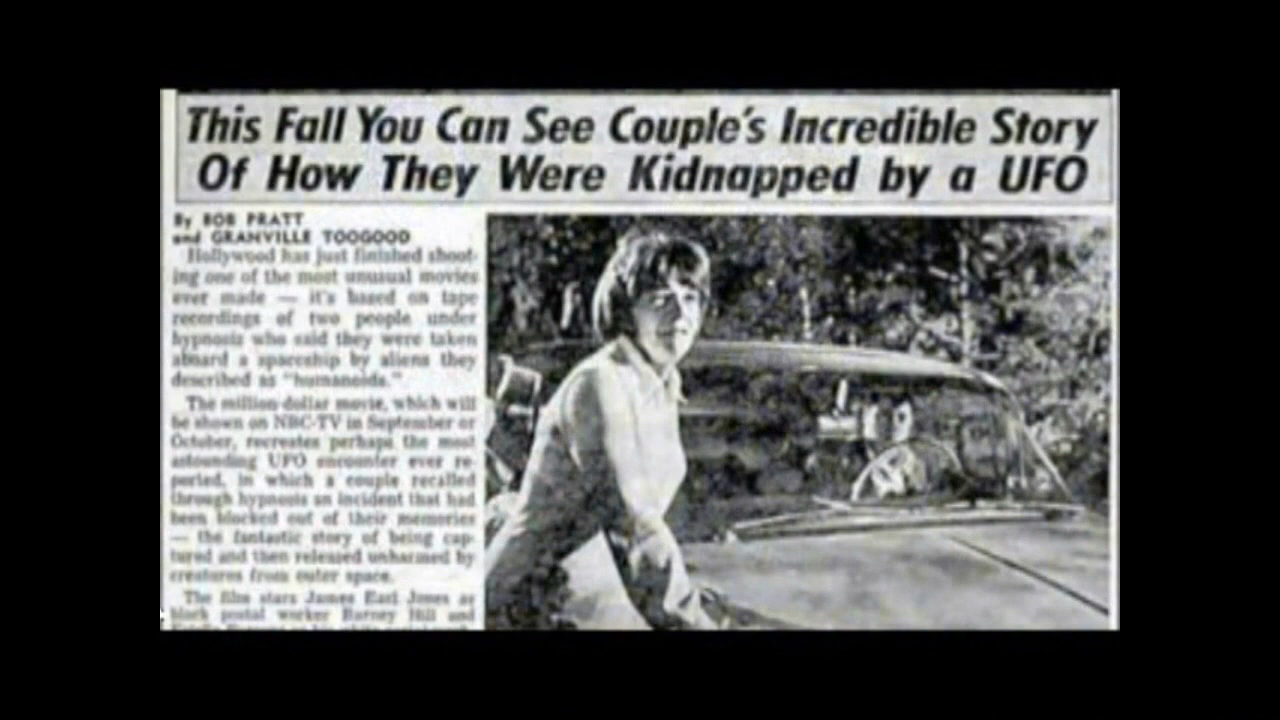 This Fall You Can See Couple's Incredible Story
Of How They Were Kidnapped by a UFO
By BOB PRATT
and GRANVILLE TOOGOOD
Hollywood has just finished shoot-
ing one of the most unusual movies
ever made — it's based on tape
recordings of two people under
hypnosis who said they were taken
aboard a spaceship by aliens they
described as "humanoids."
The million-dollar movie, which will
be shown on NBC-TV in September or
October, recreates perhaps the most
astounding UFO encounter ever re-
ported, in which a couple recalled
through hypnosis an incident that had
been blocked out of their memories
— the fantastic story of being cap-
tured and then released unharmed by
creatures from outer space.
The film stars James Earl Jones as
black postal worker Barney Hill and